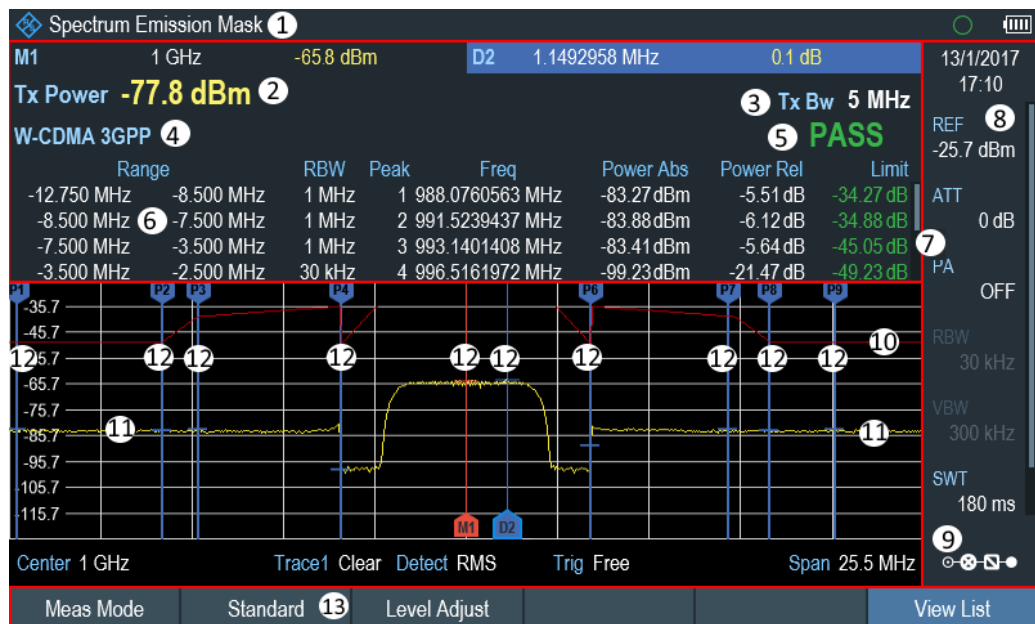 Spectrum Emission Mask 1
M1 1 GHz -65.8 dBm D2 1.1492958 MHz 0.1 dB 13/1/2017
17:10
Tx Power -77.8 dBm 2 3 Tx Bw 5 MHz
W-CDMA 3GPP 4 5 PASS
REF 8
-25.7 dBm
Range RBW Peak Freq Power Abs Power Rel Limit
-12.750 MHz -8.500 MHz 1 MHz 1 988.0760563 MHz -83.27dBm -5.51 dB -34.27 dB
-8.500 MHz 6 -7.500 MHz 1 MHz 2 991.5239437 MHz -83.88dBm -6.12 dB -34.88 dB
-7.500 MHz -3.500 MHz 1 MHz 3 993.1401408 MHz -83.41dBm -5.64 dB -45.05 dB
-3.500 MHz -2.500 MHz 30 kHz 4 996.5161972 MHz -99.23dBm -21.47 dB -49.23 dB
ATT
0 dB
7
PA
OFF
RBW
30 kHz
VBW
300 kHz
SWT
180 ms
9
P1 P2 P3 P4 P6 P7 P8 P9
-35.7
-45.7
10
12 12 12 12 12 12 12 12 12 12
-65.7
-75.7
11 11
-85.7
-95.7
-105.7
-115.7
M1 D2
Center 1 GHz Trace1 Clear Detect RMS Trig Free Span 25.5 MHz
Meas Mode Standard 13 Level Adjust View List